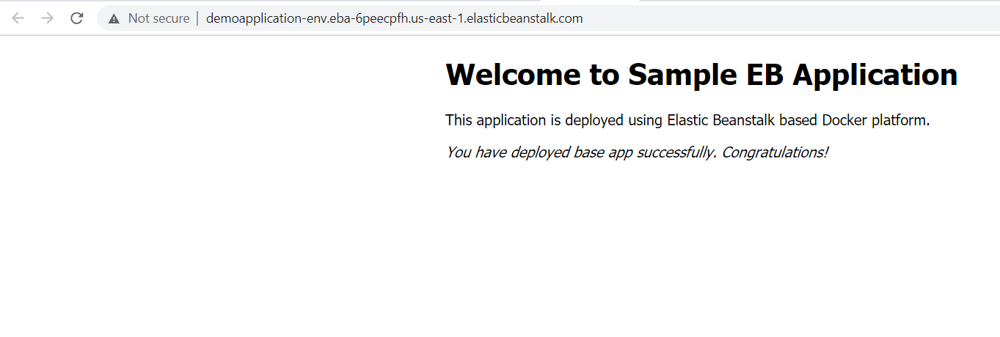 Not secure | demoapplication-env.eba-6peecpfh.us-east-1.elasticbeanstalk.com
Welcome to Sample EB Application
This application is deployed using Elastic Beanstalk based Docker platform.
You have deployed base app successfully. Congratulations!